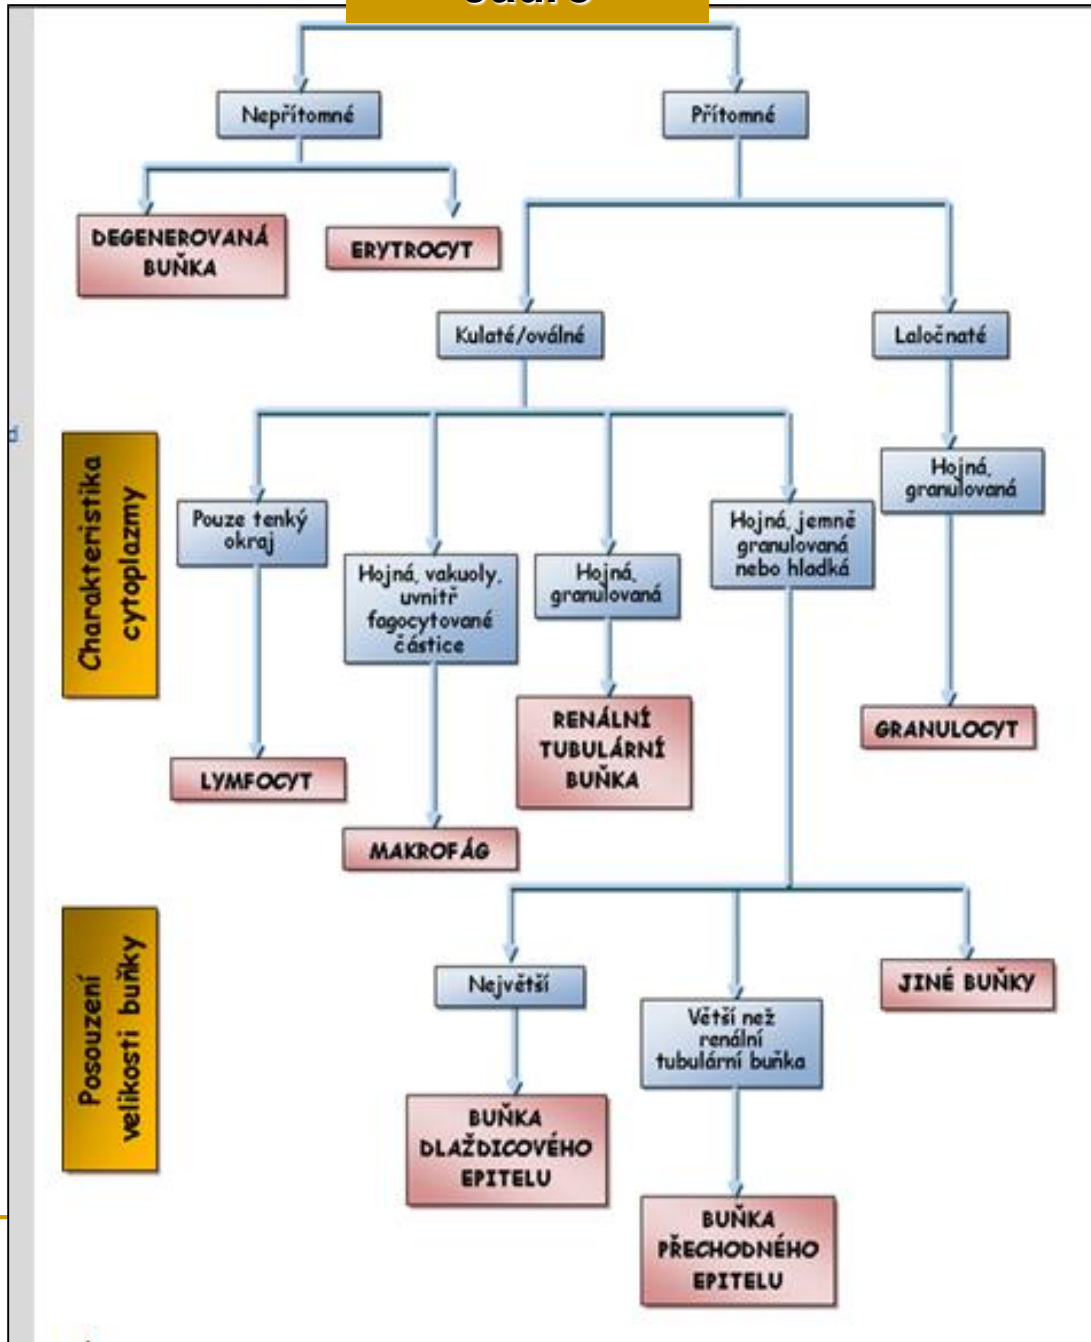 Nepřítomné
Přítomné
DEGENEROVANÁ
BUŇKA
ERYTROCYT
Kulaté/oválné
Laločnaté
Charakteristika
cytoplazmy
Pouze tenký
okraj
Hojná, vakuoly,
uvnitř
fagocytované
částice
Hojná,
granulovaná
Hojná, jemně
granulovaná
nebo hladká
Hojná,
granulovaná
LYMFOCYT
MAKROFÁG
RENÁLNÍ
TUBULÁRNÍ
BUŇKA
GRANULOCYT
Posouzení
velikosti buňky
Největší
Větší než
renální
tubulární buňka
JINÉ BUŇKY
BUŇKA
DLAŽDICOVÉHO
EPITELU
BUŇKA
PŘECHODNÉHO
EPITELU